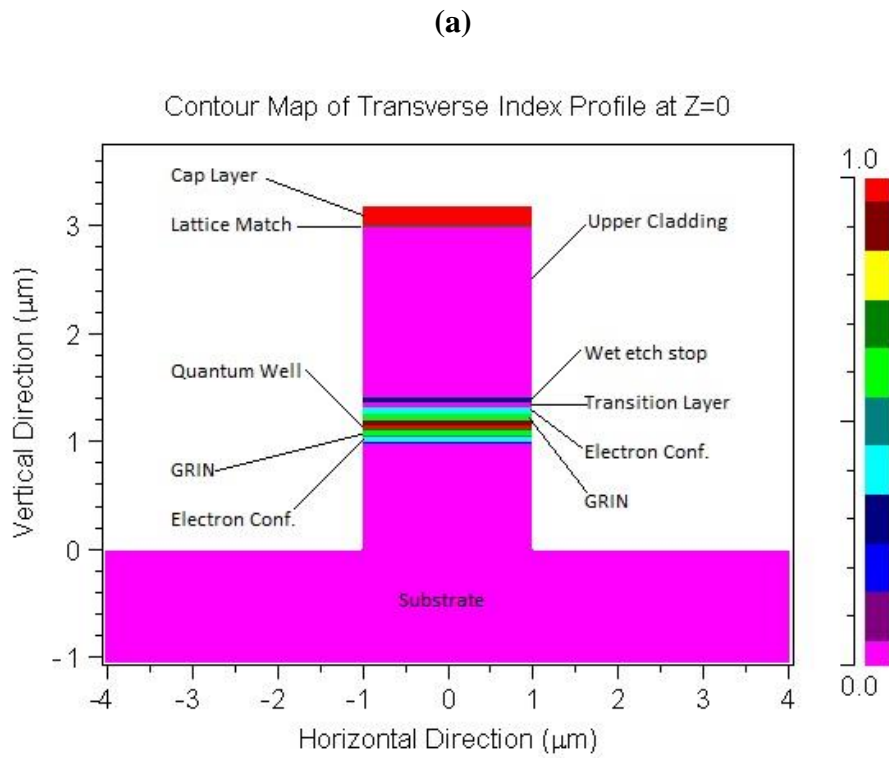 (a)
Contour Map of Transverse Index Profile at Z=0
1.0
Cap Layer
Lattice Match
Upper Cladding
Wet etch stop
Quantum Well
Transition Layer
Electron Conf.
GRIN
GRIN
Electron Conf.
Substrate
3
2
1
0
-1
Vertical Direction (μm)
0.0
-4 -3 -2 -1 0 1 2 3 4
Horizontal Direction (μm)